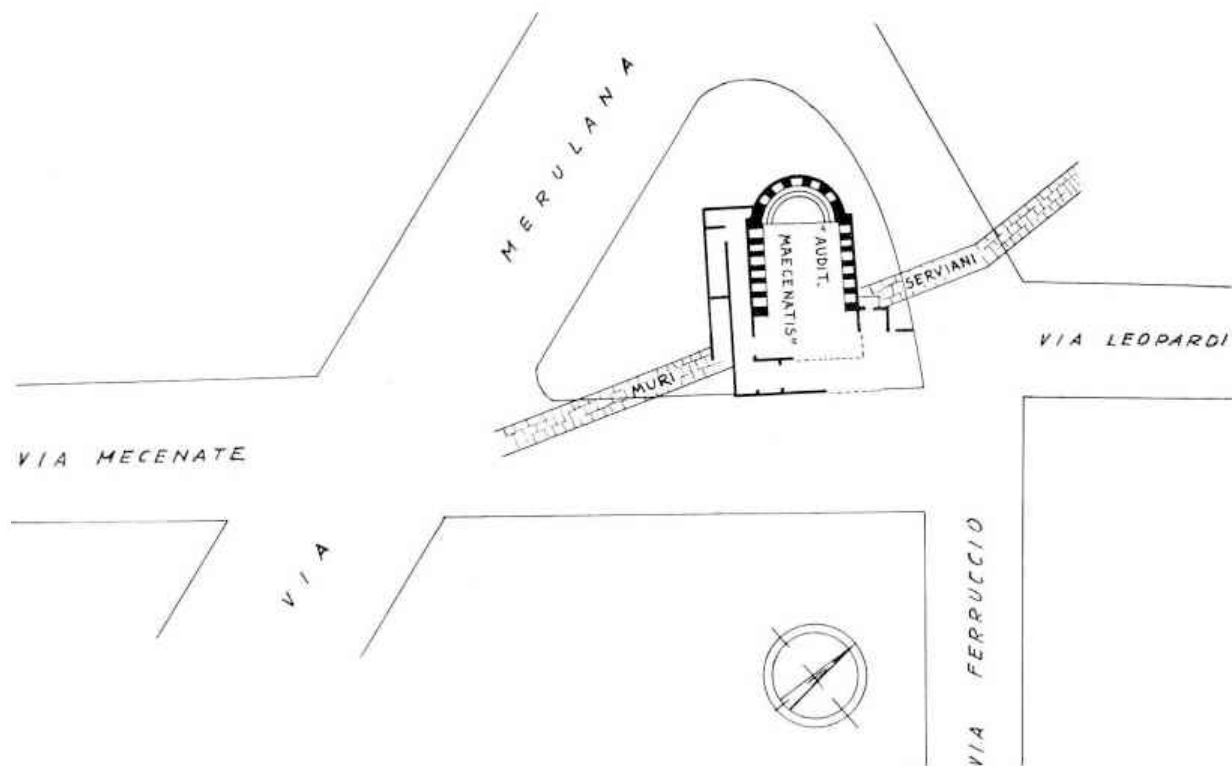 MERULANA
"AUDIT.
MAECENATIS"
SERVIANI
VIA LEOPARDI
MURI
VIA MECENATE
VIA
VIA FERRUCCIO